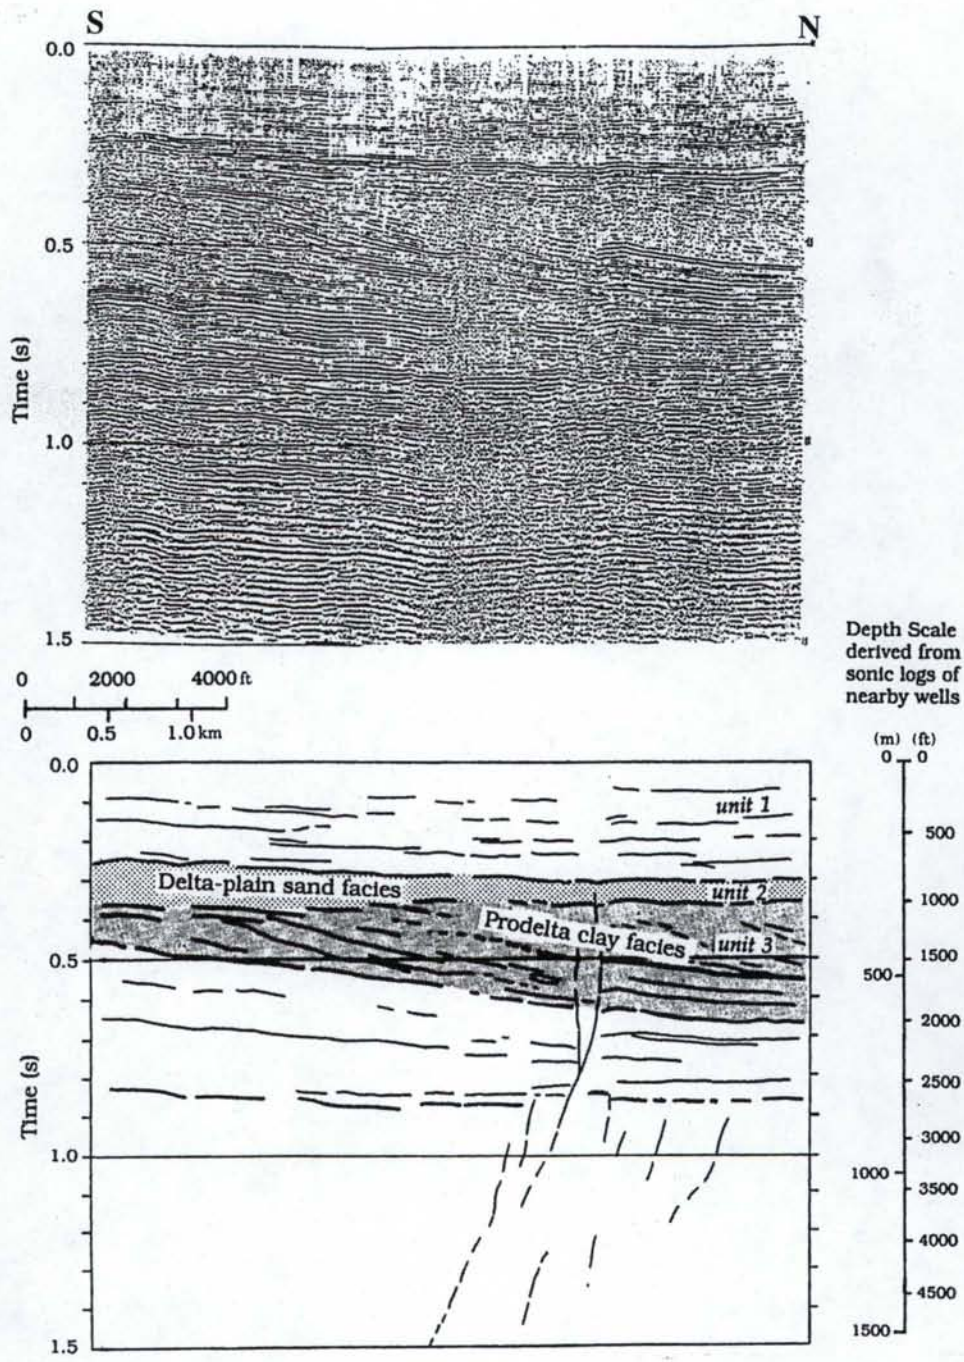 S N
0.0
0.5
Time (s)
1.0
1.5
Depth Scale
derived from
sonic logs of
nearby wells
0 2000 4000 ft
0 0.5 1.0 km
(m) (ft)
0 0
0.0
unit 1
500
Delta-plain sand facies
unit 2
1000
Prodelta clay facies
unit 3
0.5
1500
500
2000
Time (s)
2500
3000
1.0
1000
3500
4000
4500
1500
1.5